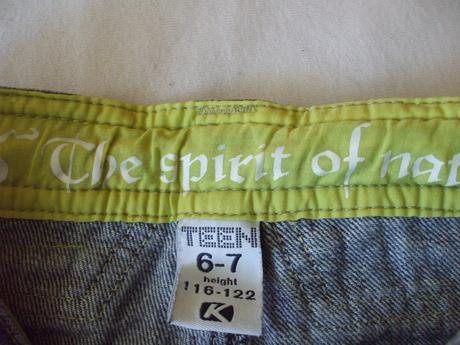 The spirit of nat
TEEN
6-7
height
116-122
K